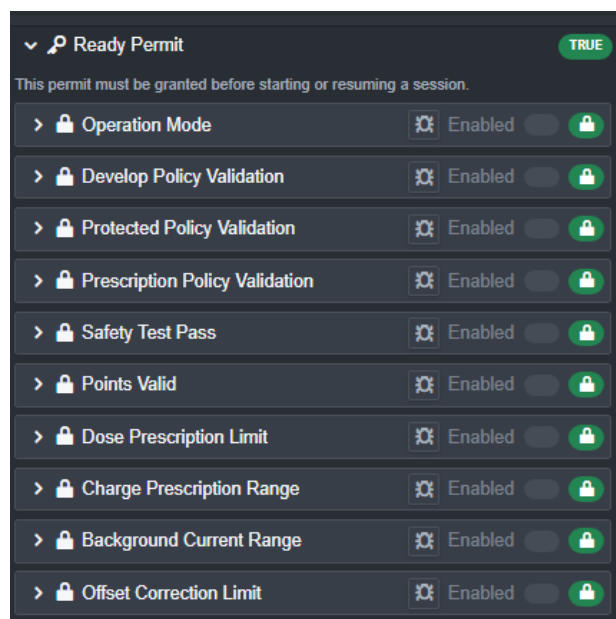 Ready Permit TRUE
This permit must be granted before starting or resuming a session.
Operation Mode Enabled
Develop Policy Validation Enabled
Protected Policy Validation Enabled
Prescription Policy Validation Enabled
Safety Test Pass Enabled
Points Valid Enabled
Dose Prescription Limit Enabled
Charge Prescription Range Enabled
Background Current Range Enabled
Offset Correction Limit Enabled